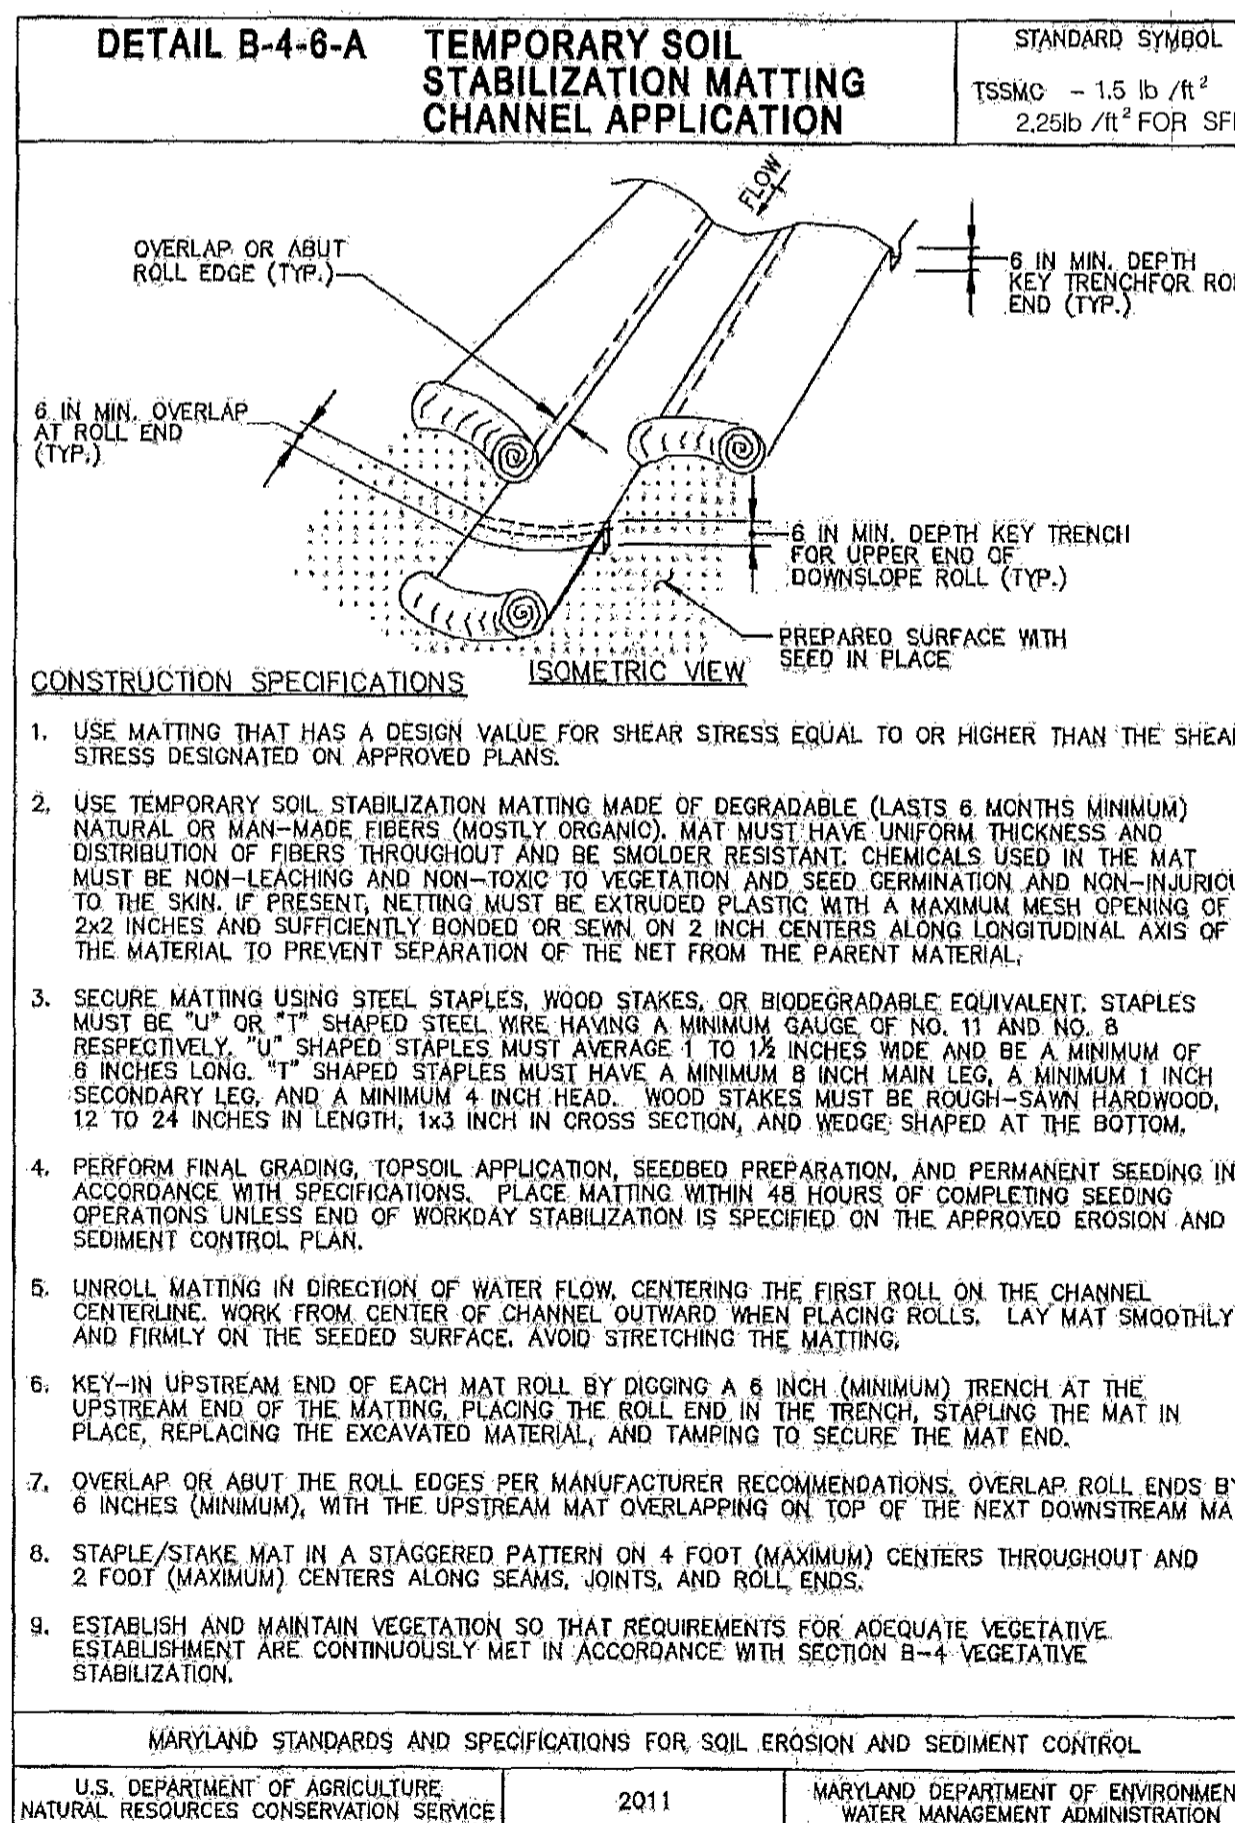 DETAIL B-4-6-A
TEMPORARY SOIL
STABILIZATION MATTING
CHANNEL APPLICATION
STANDARD SYMBOL
TSSMC - 1.5 lb /ft²
2.25lb /ft² FOR
FLOW
OVERLAP OR ABUT
ROLL EDGE (TYP.)
6 IN MIN. DEPTH
KEY TRENCHFOR
END (TYP.)
6 IN MIN. OVERLAP
AT ROLL END
(TYP.)
6 IN MIN. DEPTH KEY TRENCH
FOR UPPER END OF
DOWNSLOPE ROLL (TYP.)
PREPARED SURFACE WITH
SEED IN PLACE
ISOMETRIC VIEW
CONSTRUCTION SPECIFICATIONS
1. USE MATTING THAT HAS A DESIGN VALUE FOR SHEAR STRESS EQUAL TO OR HIGHER THAN THE SHEAR
STRESS DESIGNATED ON APPROVED PLANS.
2. USE TEMPORARY SOIL STABILIZATION MATTING MADE OF DEGRADABLE (LASTS 6 MONTHS MINIMUM)
NATURAL OR MAN-MADE FIBERS (MOSTLY ORGANIC). MAT MUST HAVE UNIFORM THICKNESS AND
DISTRIBUTION OF FIBERS THROUGHOUT AND BE SMOLDER RESISTANT. CHEMICALS USED IN THE MAT
MUST BE NON-LEACHING AND NON-TOXIC TO VEGETATION AND SEED GERMINATION AND NON-INJURIOU
TO THE SKIN. IF PRESENT, NETTING MUST BE EXTRUDED PLASTIC WITH A MAXIMUM MESH OPENING OF
2x2 INCHES AND SUFFICIENTLY BONDED OR SEWN ON 2 INCH CENTERS ALONG LONGITUDINAL AXIS OF
THE MATERIAL TO PREVENT SEPARATION OF THE NET FROM THE PARENT MATERIAL.
3. SECURE MATTING USING STEEL STAPLES, WOOD STAKES, OR BIODEGRADABLE EQUIVALENT. STAPLES
MUST BE "U" OR "T" SHAPED STEEL WIRE HAVING A MINIMUM GAUGE OF NO. 11 AND NO. 8
RESPECTIVELY. "U" SHAPED STAPLES MUST AVERAGE 1 TO 1½ INCHES WIDE AND BE A MINIMUM OF
6 INCHES LONG. "T" SHAPED STAPLES MUST HAVE A MINIMUM 8 INCH MAIN LEG, A MINIMUM 1 INCH
SECONDARY LEG, AND A MINIMUM 4 INCH HEAD. WOOD STAKES MUST BE ROUGH-SAWN HARDWOOD,
12 TO 24 INCHES IN LENGTH, 1x3 INCH IN CROSS SECTION, AND WEDGE SHAPED AT THE BOTTOM.
4. PERFORM FINAL GRADING, TOPSOIL APPLICATION, SEEDBED PREPARATION, AND PERMANENT SEEDING IN
ACCORDANCE WITH SPECIFICATIONS. PLACE MATTING WITHIN 48 HOURS OF COMPLETING SEEDING
OPERATIONS UNLESS END OF WORKDAY STABILIZATION IS SPECIFIED ON THE APPROVED EROSION AND
SEDIMENT CONTROL PLAN.
5. UNROLL MATTING IN DIRECTION OF WATER FLOW, CENTERING THE FIRST ROLL ON THE CHANNEL
CENTERLINE. WORK FROM CENTER OF CHANNEL OUTWARD WHEN PLACING ROLLS. LAY MAT SMOOTHLY
AND FIRMLY ON THE SEEDED SURFACE. AVOID STRETCHING THE MATTING.
6. KEY-IN UPSTREAM END OF EACH MAT ROLL BY DIGGING A 6 INCH (MINIMUM) TRENCH AT THE
UPSTREAM END OF THE MATTING, PLACING THE ROLL END IN THE TRENCH, STAPLING THE MAT IN
PLACE, REPLACING THE EXCAVATED MATERIAL, AND TAMPING TO SECURE THE MAT END.
7. OVERLAP OR ABUT THE ROLL EDGES PER MANUFACTURER RECOMMENDATIONS. OVERLAP ROLL ENDS BY
6 INCHES (MINIMUM), WITH THE UPSTREAM MAT OVERLAPPING ON TOP OF THE NEXT DOWNSTREAM MA
8. STAPLE/STAKE MAT IN A STAGGERED PATTERN ON 4 FOOT (MAXIMUM) CENTERS THROUGHOUT AND
2 FOOT (MAXIMUM) CENTERS ALONG SEAMS, JOINTS, AND ROLL ENDS.
9. ESTABLISH AND MAINTAIN VEGETATION SO THAT REQUIREMENTS FOR ADEQUATE VEGETATIVE
ESTABLISHMENT ARE CONTINUOUSLY MET IN ACCORDANCE WITH SECTION B-4 VEGETATIVE
STABILIZATION.
MARYLAND STANDARDS AND SPECIFICATIONS FOR SOIL EROSION AND SEDIMENT CONTROL
U.S. DEPARTMENT OF AGRICULTURE
NATURAL RESOURCES CONSERVATION SERVICE
2011
MARYLAND DEPARTMENT OF ENVIRONMEN
WATER MANAGEMENT ADMINISTRATION